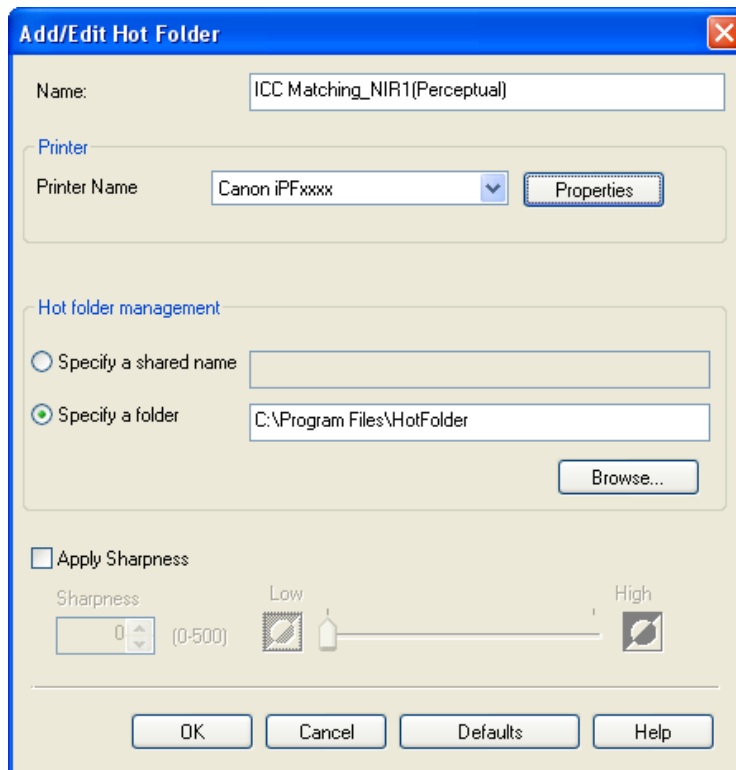 Add/Edit Hot Folder
Name: ICC Matching_NIR1(Perceptual)
Printer
Printer Name Canon iPFxxxx Properties
Hot folder management
Specify a shared name
Specify a folder C:\Program Files\HotFolder
Browse...
Apply Sharpness
Sharpness Low High
0 (0-500)
OK Cancel Defaults Help